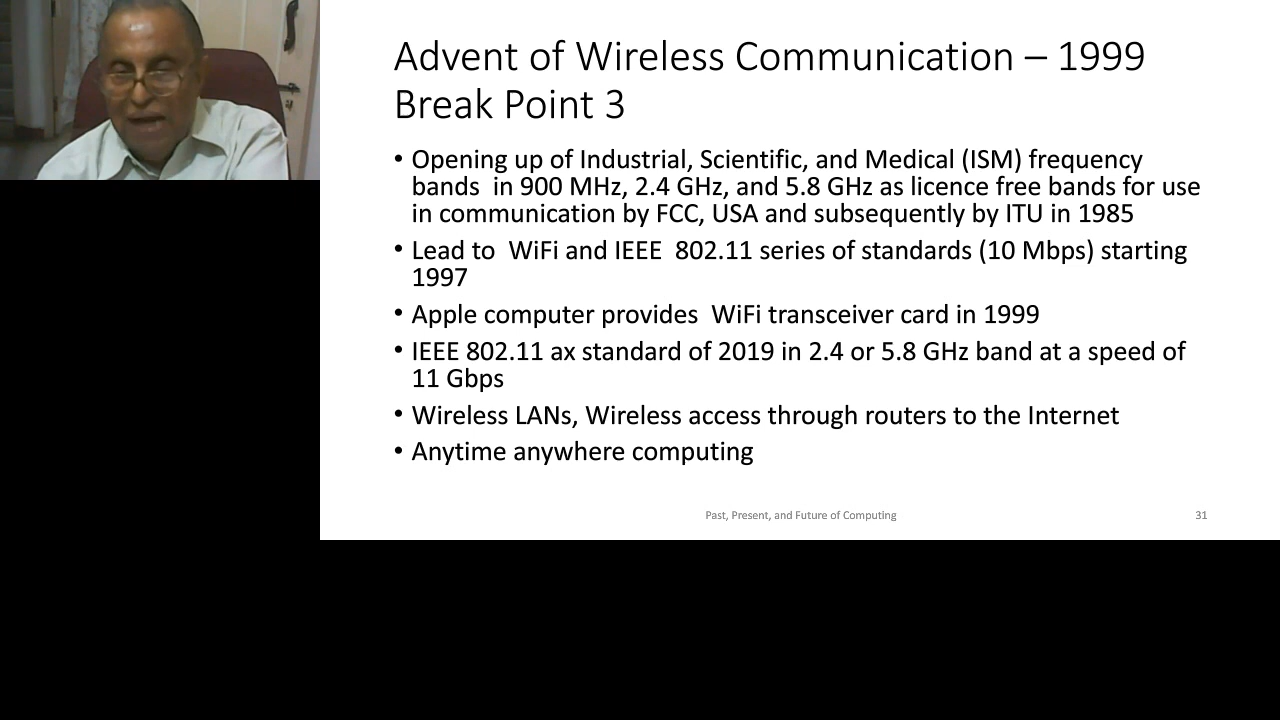 Advent of Wireless Communication – 1999
Break Point 3
• Opening up of Industrial, Scientific, and Medical (ISM) frequency
bands  in 900 MHz, 2.4 GHz, and 5.8 GHz as licence free bands for use
in communication by FCC, USA and subsequently by ITU in 1985
• Lead to  WiFi and IEEE  802.11 series of standards (10 Mbps) starting
1997
• Apple computer provides  WiFi transceiver card in 1999
• IEEE 802.11 ax standard of 2019 in 2.4 or 5.8 GHz band at a speed of
11 Gbps
• Wireless LANs, Wireless access through routers to the Internet
• Anytime anywhere computing
Past, Present, and Future of Computing
31